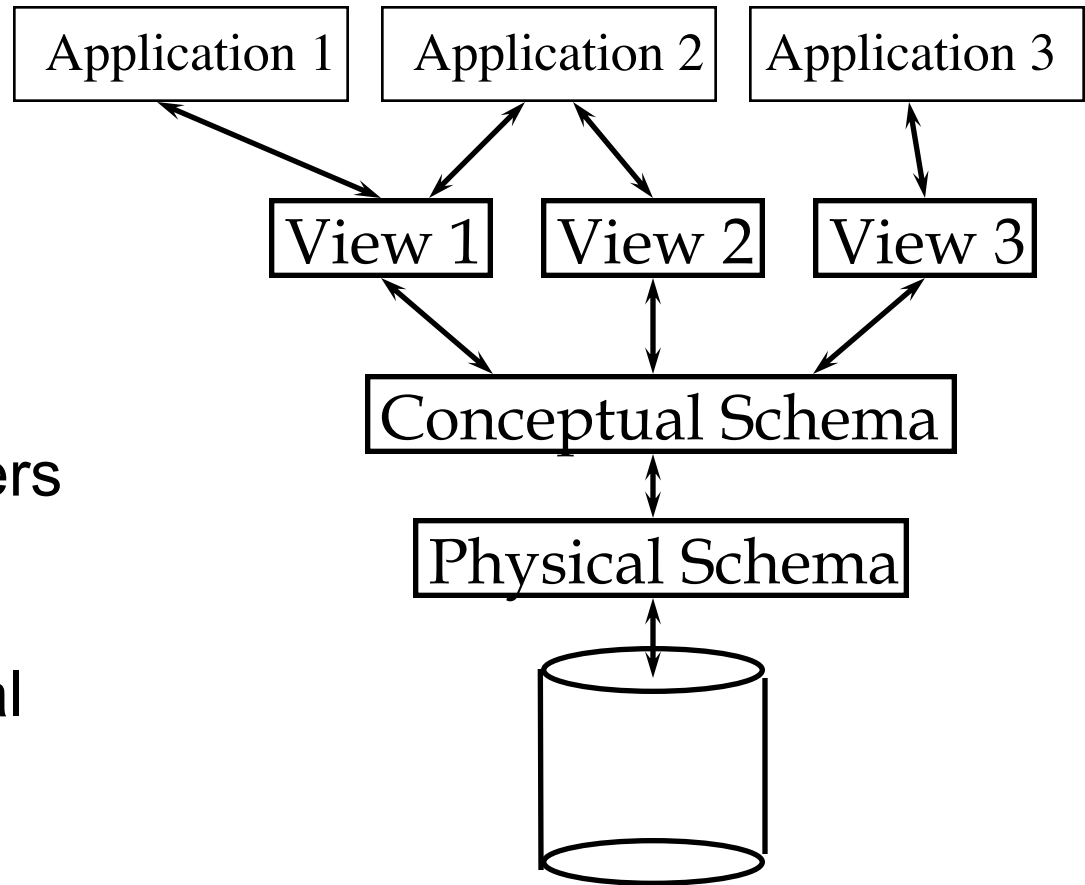 Application 1
Application 2
Application 3
View 1
View 2
View 3
Conceptual Schema
ers
Physical Schema
al